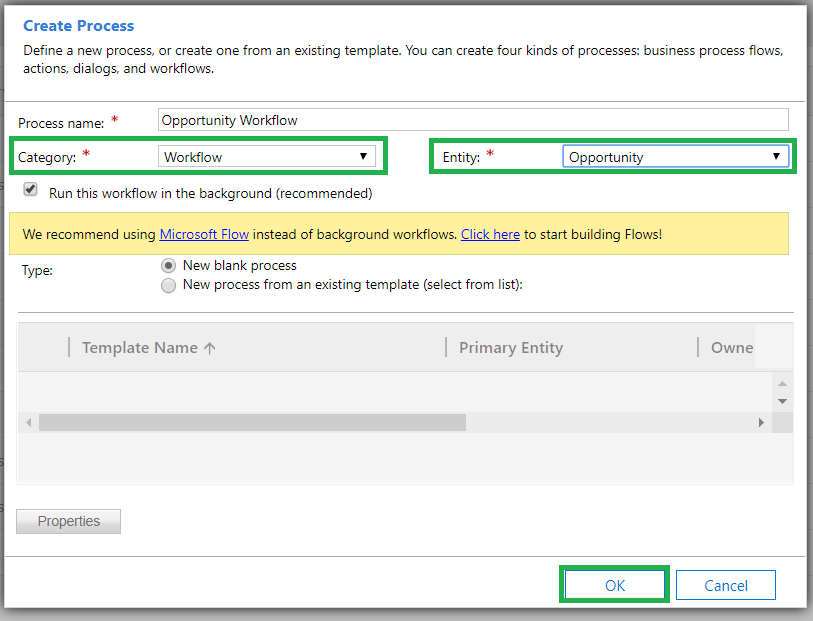 Create Process
Define a new process, or create one from an existing template. You can create four kinds of processes: business process flows,
actions, dialogs, and workflows.
Process name: * Opportunity Workflow
Category: * Workflow Entity: * Opportunity
Run this workflow in the background (recommended)
We recommend using Microsoft Flow instead of background workflows. Click here to start building Flows!
Type: New blank process
New process from an existing template (select from list):
Template Name Primary Entity Owne
Properties
OK Cancel